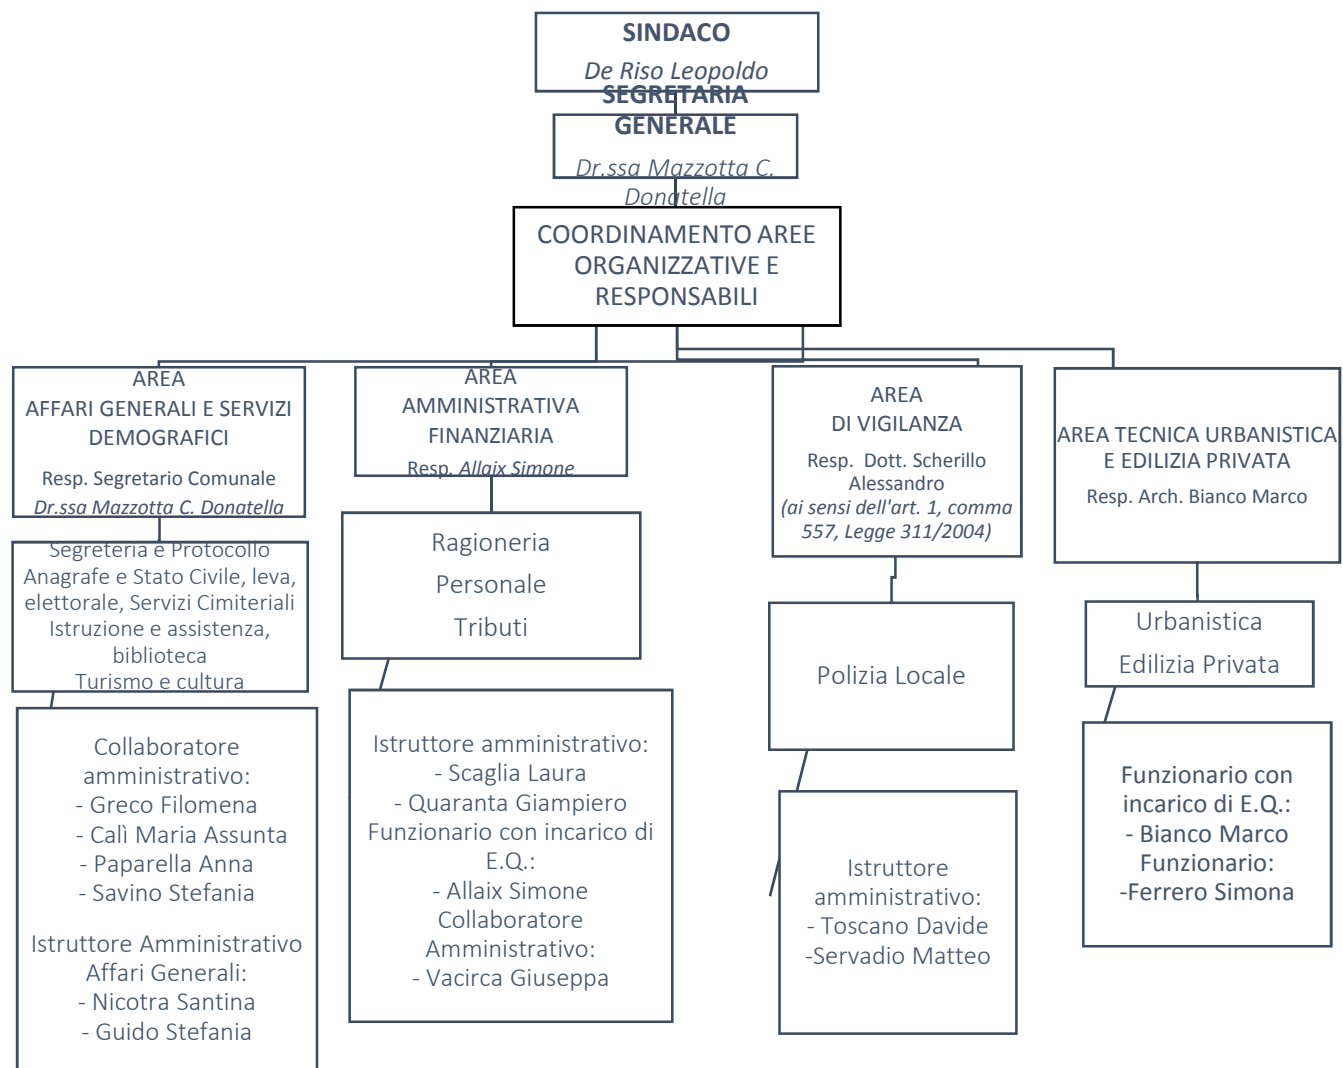 SINDACO
De Riso Leopoldo
SEGRETARIA
GENERALE
Dr.ssa Mazzotta C.
Donatella
COORDINAMENTO AREE
ORGANIZZATIVE E
RESPONSABILI
AREA
AFFARI GENERALI E SERVIZI
DEMOGRAFICI
Resp. Segretario Comunale
Dr.ssa Mazzotta C. Donatella
Segreteria e Protocollo
Anagrafe e Stato Civile, leva,
elettorale, Servizi Cimiteriali
Istruzione e assistenza,
biblioteca
Turismo e cultura
Collaboratore
amministrativo:
- Greco Filomena
- Calì Maria Assunta
- Paparella Anna
- Savino Stefania
Istruttore Amministrativo
Affari Generali:
- Nicotra Santina
- Guido Stefania
AREA
AMMINISTRATIVA
FINANZIARIA
Resp. Allaix Simone
Ragioneria
Personale
Tributi
Istruttore amministrativo:
- Scaglia Laura
- Quaranta Giampiero
Funzionario con incarico di
E.Q.:
- Allaix Simone
Collaboratore
Amministrativo:
- Vacirca Giuseppa
AREA
DI VIGILANZA
Resp. Dott. Scherillo
Alessandro
(ai sensi dell'art. 1, comma
557, Legge 311/2004)
Polizia Locale
Istruttore
amministrativo:
- Toscano Davide
-Servadio Matteo
AREA TECNICA URBANISTICA
E EDILIZIA PRIVATA
Resp. Arch. Bianco Marco
Urbanistica
Edilizia Privata
Funzionario con
incarico di E.Q.:
- Bianco Marco
Funzionario:
-Ferrero Simona